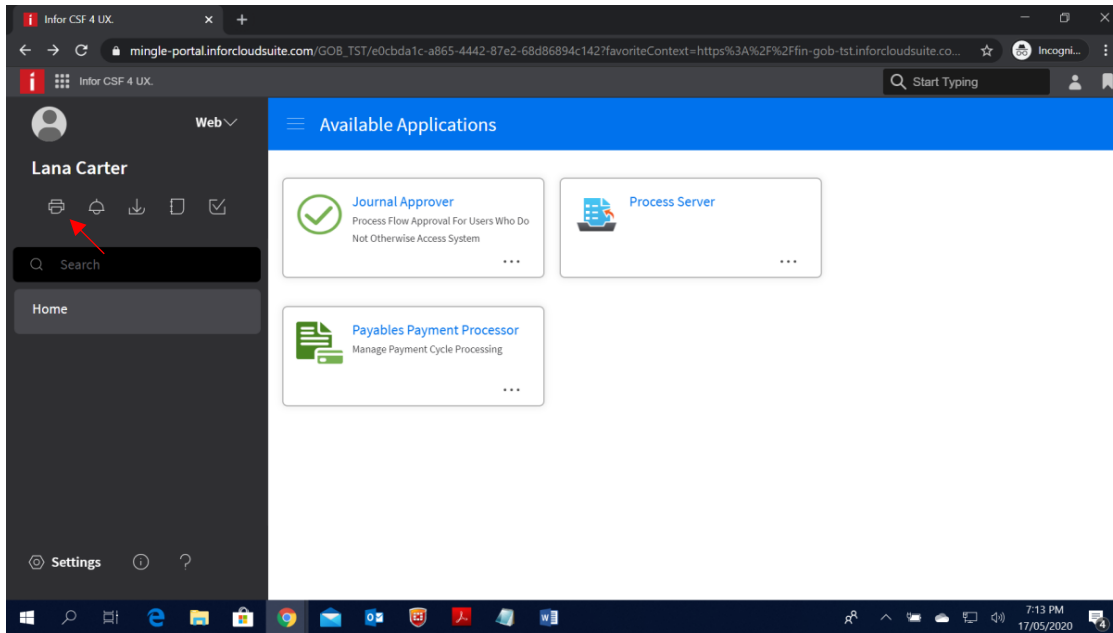 Infor CSF 4 UX.
mingle-portal.inforcloudsuite.com/GOB_TST/e0cbda1c-a865-4442-87e2-68d86894c142?favoriteContext=https%3A%2F%2Ffin-gob-tst.inforcloudsuite.co...
Incogni...
Infor CSF 4 UX.
Start Typing
Web
Available Applications
Lana Carter
Journal Approver
Process Flow Approval For Users Who Do
Not Otherwise Access System
...
Process Server
...
Search
Home
Payables Payment Processor
Manage Payment Cycle Processing
...
Settings
7:13 PM
17/05/2020
4